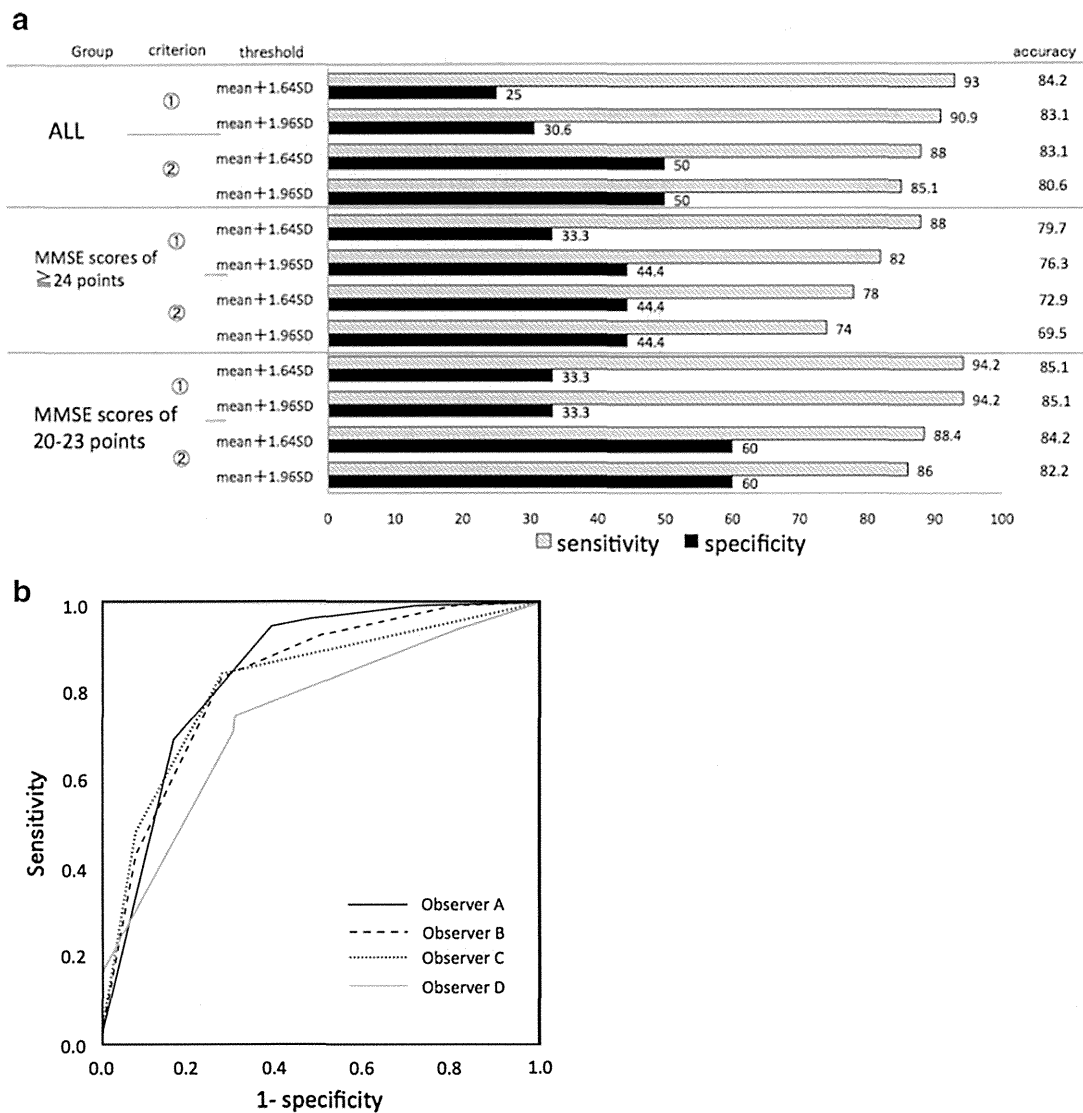 a
Group criterion threshold accuracy
mean+1.64SD 93 84.2
25
①
mean+1.96SD 90.9 83.1
30.6
ALL
mean+1.64SD 88 83.1
50
②
mean+1.96SD 85.1 80.6
50
mean+1.64SD 88 79.7
33.3
①
MMSE scores of
≧24 points
mean+1.96SD 82 76.3
44.4
mean+1.64SD 78 72.9
44.4
②
mean+1.96SD 74 69.5
44.4
mean+1.64SD 94.2 85.1
33.3
①
mean+1.96SD 94.2 85.1
33.3
MMSE scores of
20-23 points
mean+1.64SD 88.4 84.2
60
②
mean+1.96SD 86 82.2
60
0 10 20 30 40 50 60 70 80 90 100
sensitivity specificity
b
1.0
0.8
0.6
0.4
0.2
0.0
Sensitivity
Observer A
Observer B
Observer C
Observer D
0.0 0.2 0.4 0.6 0.8 1.0
1- specificity